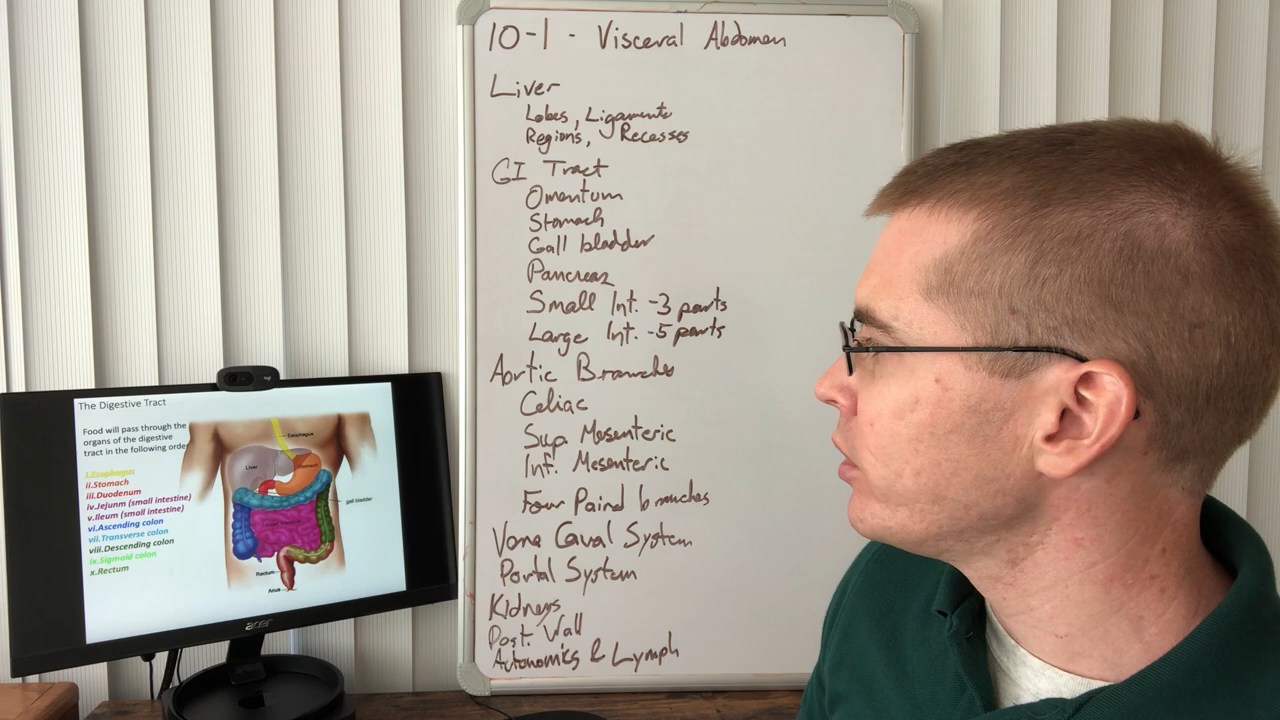 10-1 - Visceral Abdomen
Liver
Lobes, Ligaments
Regions, Recesses
GI Tract
Omentum
Stomach
Gall bladder
Pancreas
Small Int. -3 parts
Large Int. -5 parts
Aortic Branches
Celiac
Sup Mesenteric
Inf. Mesenteric
Four Paired branches
Vena Caval System
Portal System
Kidneys
Post. Wall
Autonomics & Lymph
The Digestive Tract
Food will pass through the
organs of the digestive
tract in the following order
i.Esophagus
ii.Stomach
iii.Duodenum
iv.Jejunm (small intestine)
v.Ileum (small intestine)
vi.Ascending colon
vii.Transverse colon
viii.Descending colon
ix.Sigmoid colon
x.Rectum
Esophagus
Liver
Stomach
gall bladder
Rectum
Anus
acer
logi